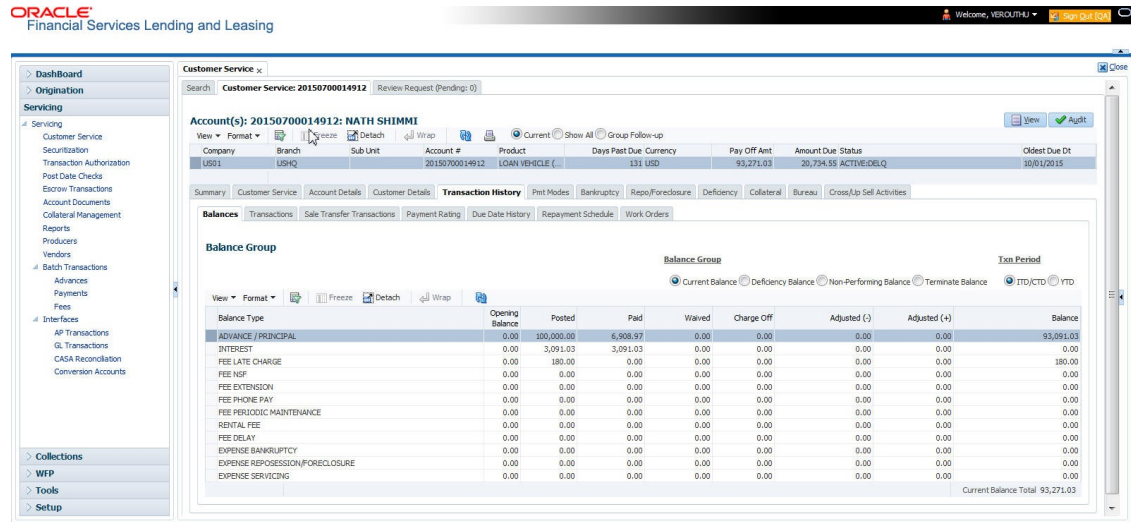 ORACLE®
Financial Services Lending and Leasing
Welcome, VEROUTHU
Sign Out [QA]
Close
DashBoard
Origination
Servicing
Servicing
Customer Service
Securitization
Transaction Authorization
Post Date Checks
Escrow Transactions
Account Documents
Collateral Management
Reports
Producers
Vendors
Batch Transactions
Advances
Payments
Fees
Interfaces
AP Transactions
GL Transactions
CASA Reconciliation
Conversion Accounts
Collections
WFP
Tools
Setup
Customer Service x
Search Customer Service: 20150700014912 Review Request (Pending: 0)
Account(s): 20150700014912: NATH SHIMMI
View Audit
View Format Freeze Detach Wrap Current Show All Group Follow-up
Company Branch Sub Unit Account # Product Days Past Due Currency Pay Off Amt Amount Due Status Oldest Due Dt
US01 USHQ 20150700014912 LOAN VEHICLE (... 131 USD 93,271.03 20,734.55 ACTIVE:DELQ 10/01/2015
Summary Customer Service Account Details Customer Details Transaction History Pmt Modes Bankruptcy Repo/Foreclosure Deficiency Collateral Bureau Cross/Up Sell Activities
Balances Transactions Sale Transfer Transactions Payment Rating Due Date History Repayment Schedule Work Orders
Balance Group
Balance Group Txn Period
Current Balance Deficiency Balance Non-Performing Balance Terminate Balance ITD/CTD YTD
View Format Freeze Detach Wrap
Balance Type Opening Balance Posted Paid Waived Charge Off Adjusted (-) Adjusted (+) Balance
ADVANCE / PRINCIPAL 0.00 100,000.00 6,908.97 0.00 0.00 0.00 0.00 93,091.03
INTEREST 0.00 3,091.03 3,091.03 0.00 0.00 0.00 0.00 0.00
FEE LATE CHARGE 0.00 180.00 0.00 0.00 0.00 0.00 0.00 180.00
FEE NSF 0.00 0.00 0.00 0.00 0.00 0.00 0.00 0.00
FEE EXTENSION 0.00 0.00 0.00 0.00 0.00 0.00 0.00 0.00
FEE PHONE PAY 0.00 0.00 0.00 0.00 0.00 0.00 0.00 0.00
FEE PERIODIC MAINTENANCE 0.00 0.00 0.00 0.00 0.00 0.00 0.00 0.00
RENTAL FEE 0.00 0.00 0.00 0.00 0.00 0.00 0.00 0.00
FEE DELAY 0.00 0.00 0.00 0.00 0.00 0.00 0.00 0.00
EXPENSE BANKRUPTCY 0.00 0.00 0.00 0.00 0.00 0.00 0.00 0.00
EXPENSE REPOSESSION/FORECLOSURE 0.00 0.00 0.00 0.00 0.00 0.00 0.00 0.00
EXPENSE SERVICING 0.00 0.00 0.00 0.00 0.00 0.00 0.00 0.00
Current Balance Total 93,271.03